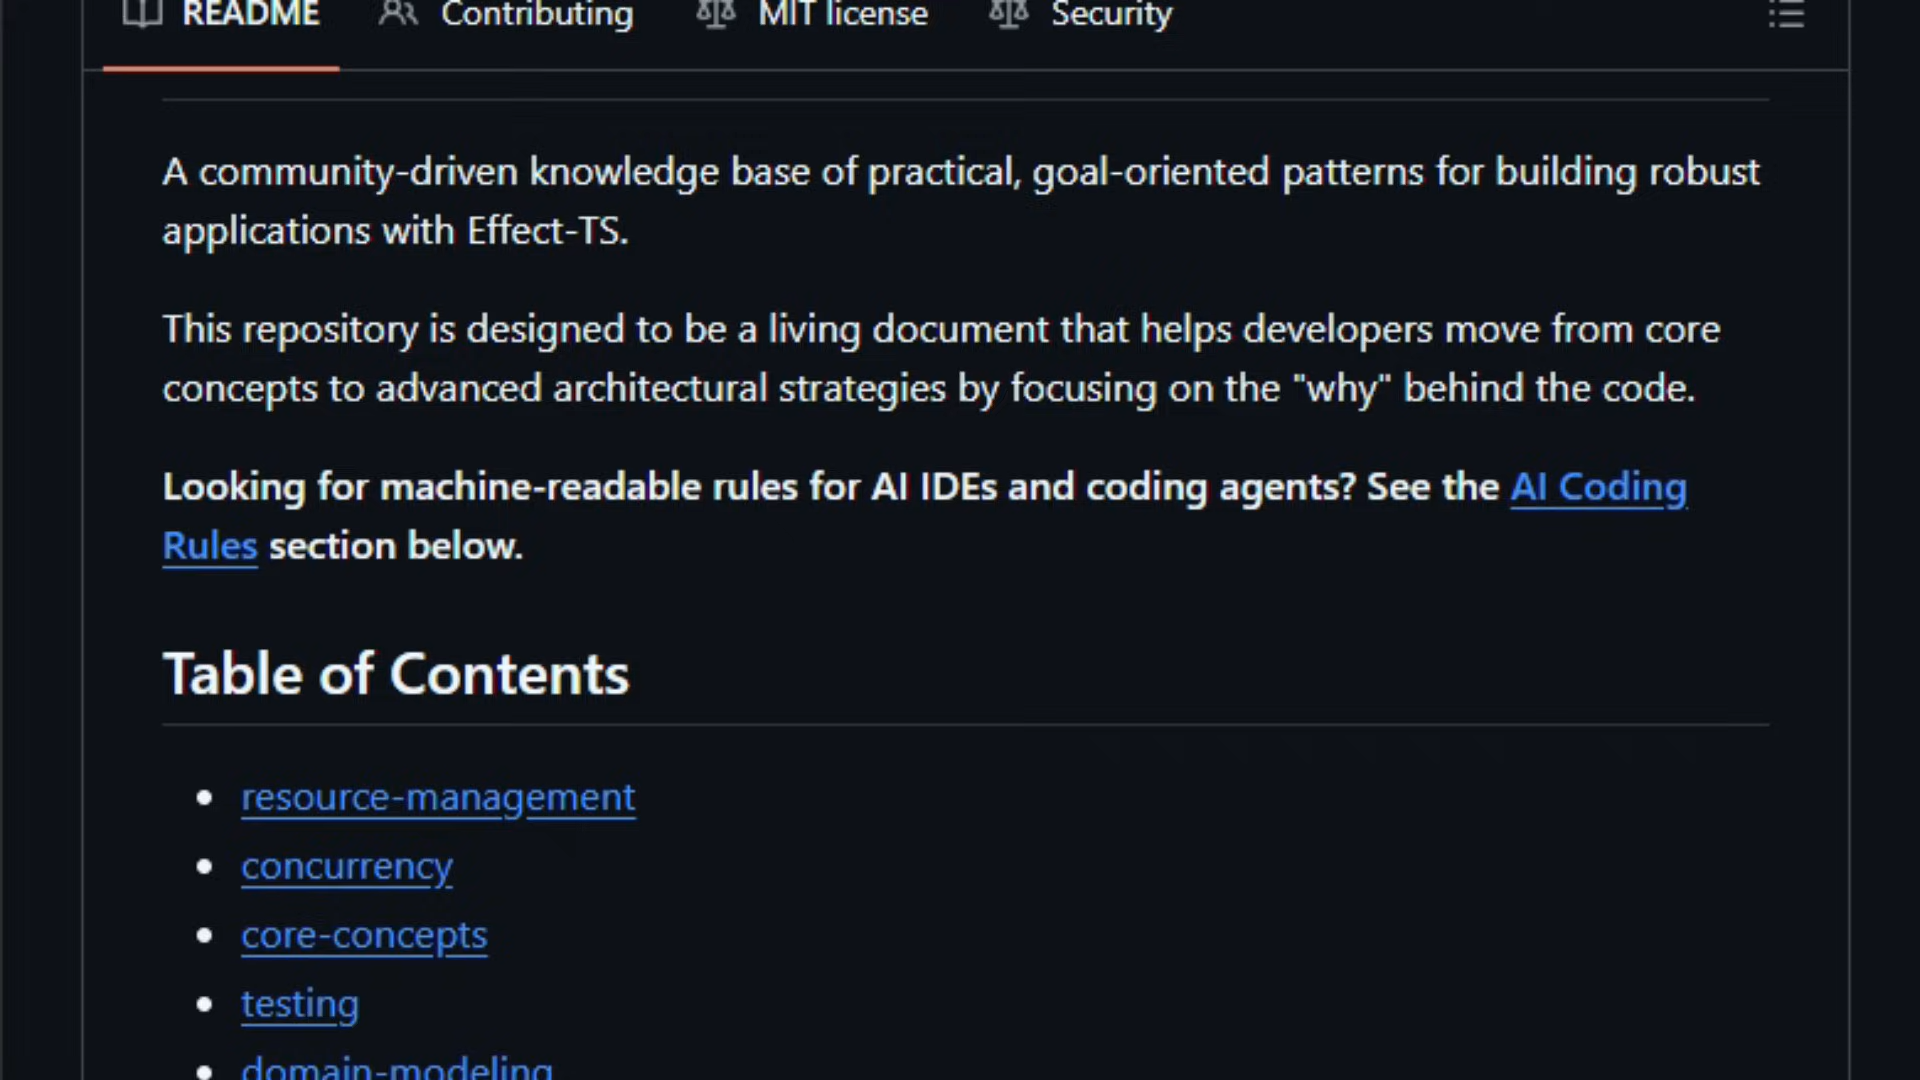 README Contributing MIT license Security
A community-driven knowledge base of practical, goal-oriented patterns for building robust
applications with Effect-TS.
This repository is designed to be a living document that helps developers move from core
concepts to advanced architectural strategies by focusing on the "why" behind the code.
Looking for machine-readable rules for AI IDEs and coding agents? See the AI Coding
Rules section below.
Table of Contents
resource-management
concurrency
core-concepts
testing
domain-modeling